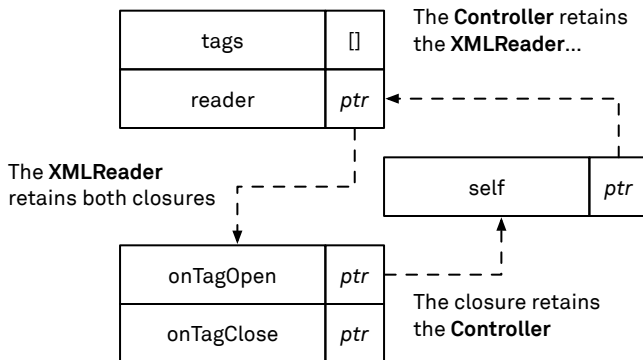 tags []
The Controller retains
the XMLReader...
reader ptr
The XMLReader
retains both closures
self ptr
onTagOpen ptr
The closure retains
the Controller
onTagClose ptr